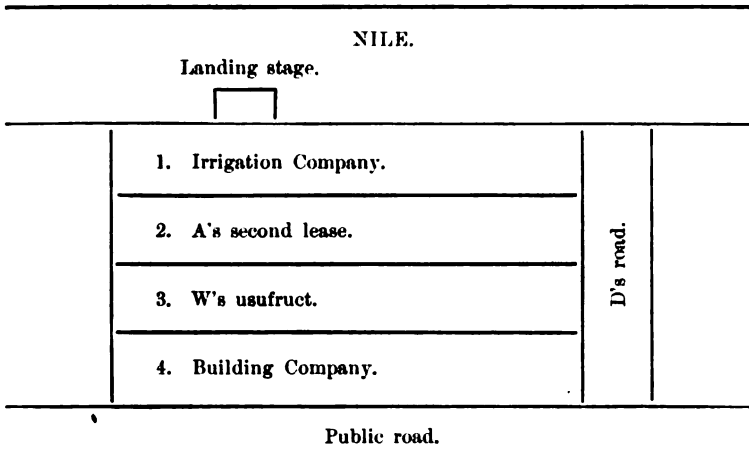 NILE.
Landing stage.
1. Irrigation Company.
2. A's second lease.
3. W's usufruct.
4. Building Company.
D's road.
Public road.